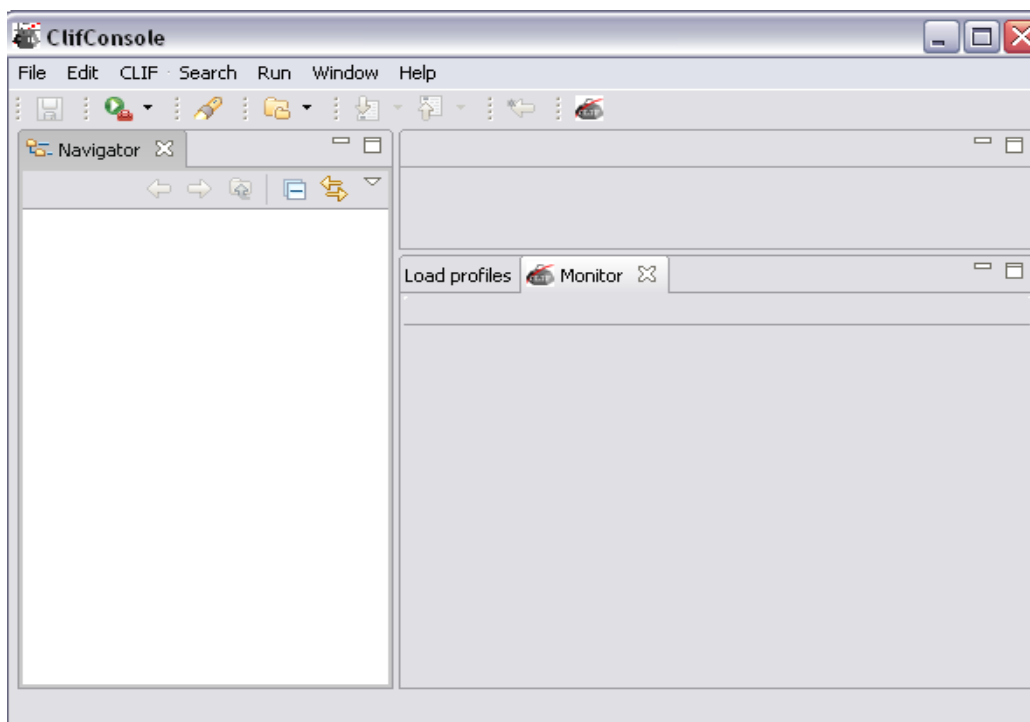 ClifConsole
File Edit CLIF Search Run Window Help
Navigator
Load profiles Monitor